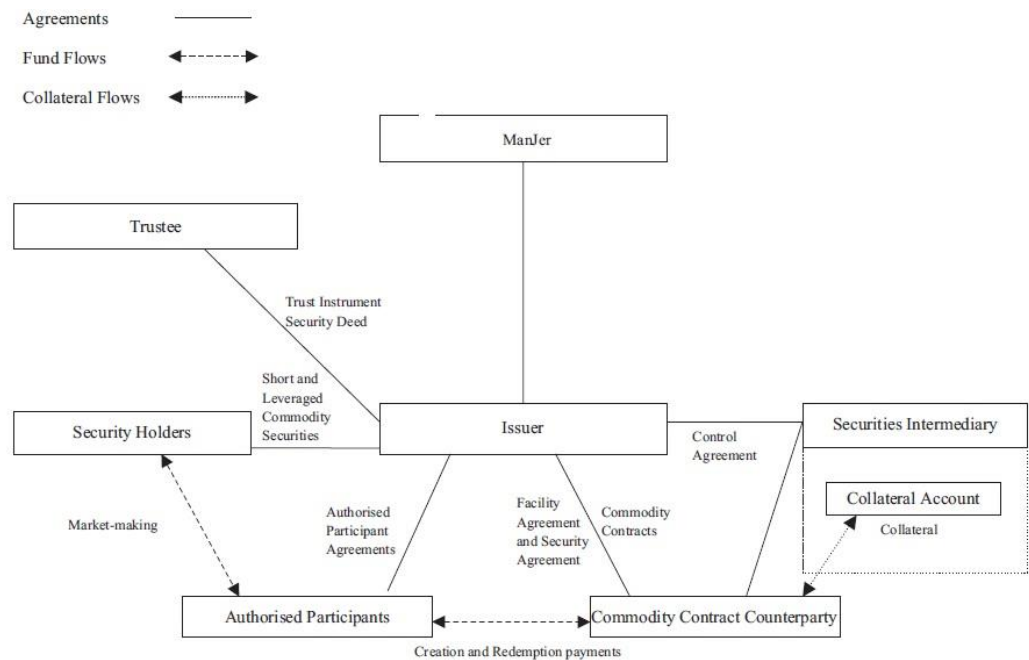 Agreements
Fund Flows
Collateral Flows
ManJer
Trustee
Trust Instrument
Security Deed
Short and
Leveraged
Commodity
Securities
Security Holders
Issuer
Securities Intermediary
Control
Agreement
Collateral Account
Collateral
Market-making
Authorised
Participant
Agreements
Facility
Agreement
and Security
Agreement
Commodity
Contracts
Authorised Participants
Commodity Contract Counterparty
Creation and Redemption payments